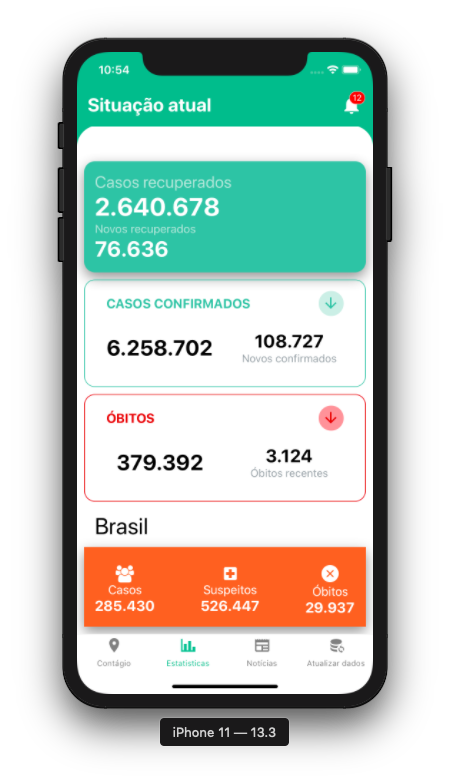 10:54
Situação atual
12
Casos recuperados
2.640.678
Novos recuperados
76.636
CASOS CONFIRMADOS
6.258.702
108.727
Novos confirmados
ÓBITOS
379.392
3.124
Óbitos recentes
Brasil
Casos Suspeitos Óbitos
285.430 526.447 29.937
Contágio Estatisticas Notícias Atualizar dados
iPhone 11 — 13.3